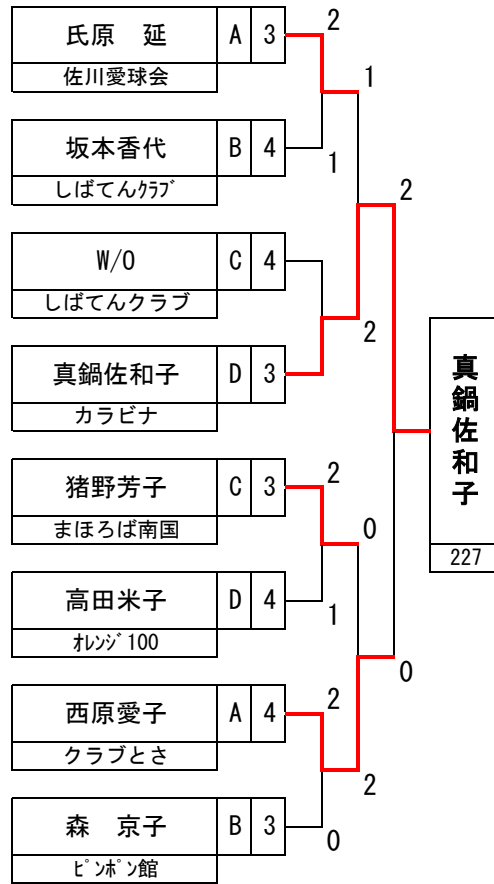 氏原　延 A 3
佐川愛球会
2
1
坂本香代 B 4
しばてんｸﾗﾌﾞ
1
2
W/O C 4
しばてんクラブ
2
真鍋佐和子 D 3
カラビナ
真鍋佐和子
227
猪野芳子 C 3
まほろば南国
2
0
高田米子 D 4
ｵﾚﾝｼﾞ100
1
0
西原愛子 A 4
クラブとさ
2
2
森　京子 B 3
ﾋﾟﾝﾎﾟﾝ館
0